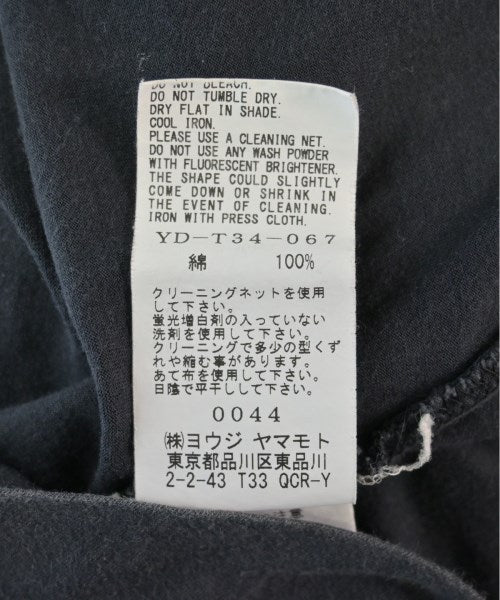 DO NOT BLEACH.
DO NOT TUMBLE DRY.
DRY FLAT IN SHADE.
COOL IRON.
PLEASE USE A CLEANING NET.
DO NOT USE ANY WASH POWDER
WITH FLUORESCENT BRIGHTENER.
THE SHAPE COULD SLIGHTLY
COME DOWN OR SHRINK IN
THE EVENT OF CLEANING.
IRON WITH PRESS CLOTH.
YD-T34-067
綿 100%
クリーニングネットを使用
して下さい。
蛍光増白剤の入っていない
洗剤を使用して下さい。
クリーニングで多少の型くず
れや縮む事があります。
あて布を使用して下さい。
日陰で平干しして下さい。
0044
㈱ヨウジ ヤマモト
東京都品川区東品川
2-2-43 T33 QCR-Y